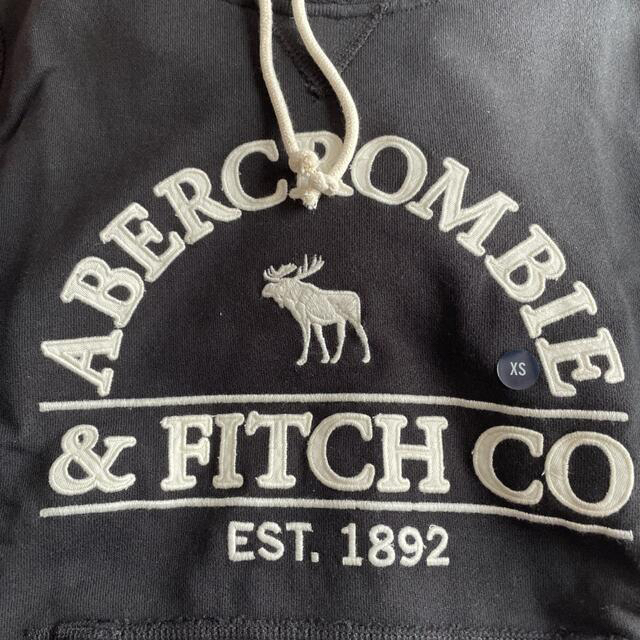 ABERCROMBIE
XS
& FITCH CO
EST. 1892